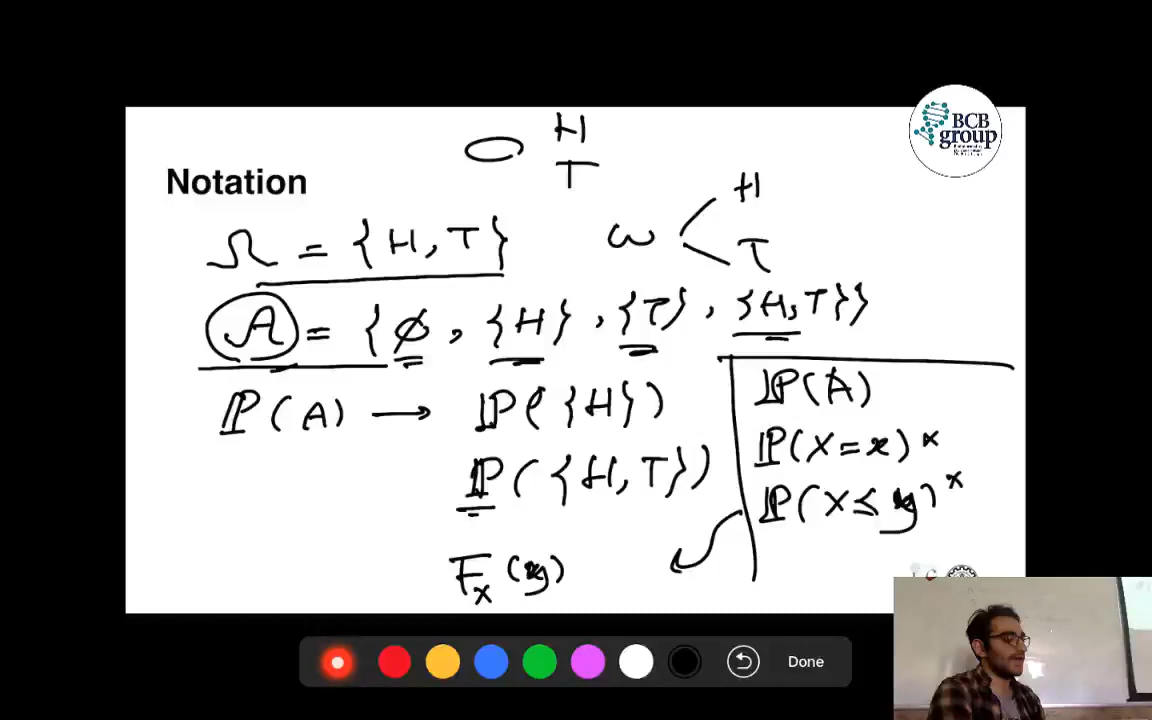 H
T
BCB
group
Notation
Ω = {H, T}
ω < H
T
𝒜 = {∅, {H}, {T}, {H, T}}
ℙ(A) → ℙ({H})
ℙ({H, T})
F_X(y)
ℙ(A)
ℙ(X = x) *
ℙ(X ≤ y) *
Done